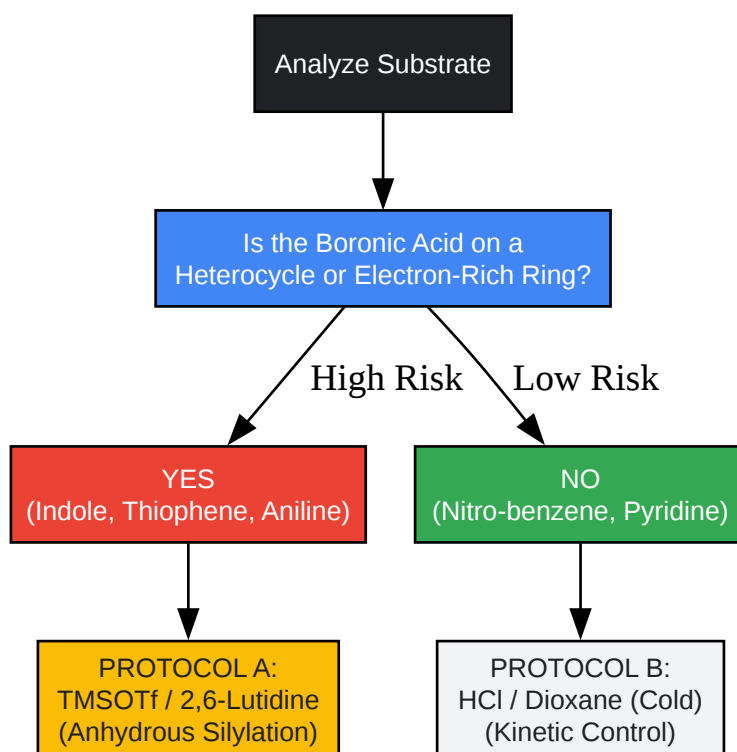 Analyze Substrate
Is the Boronic Acid on a
Heterocycle or Electron-Rich Ring?
High Risk
Low Risk
YES
(Indole, Thiophene, Aniline)
NO
(Nitro-benzene, Pyridine)
PROTOCOL A:
TMSOTf / 2,6-Lutidine
(Anhydrous Silylation)
PROTOCOL B:
HCl / Dioxane (Cold)
(Kinetic Control)